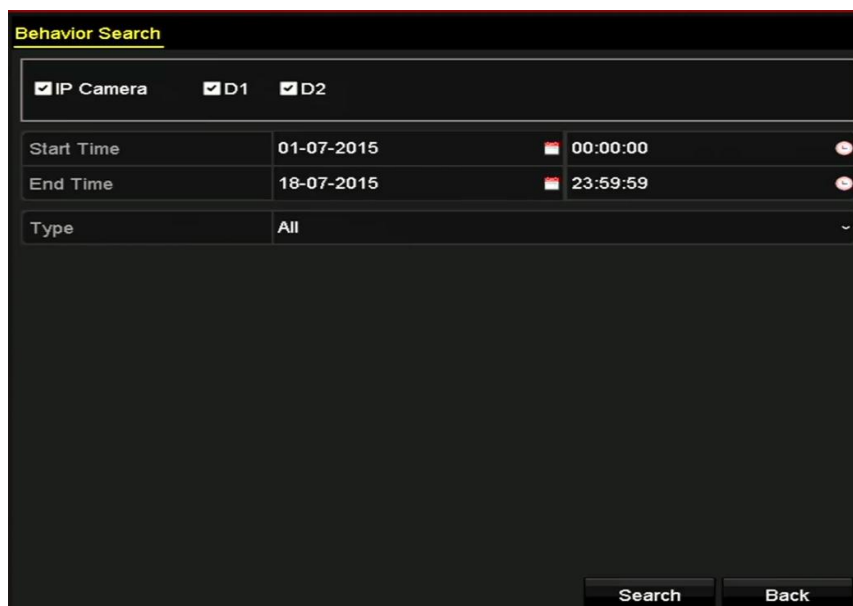 Behavior Search
IP Camera D1 D2
Start Time 01-07-2015 00:00:00
End Time 18-07-2015 23:59:59
Type All
Search Back